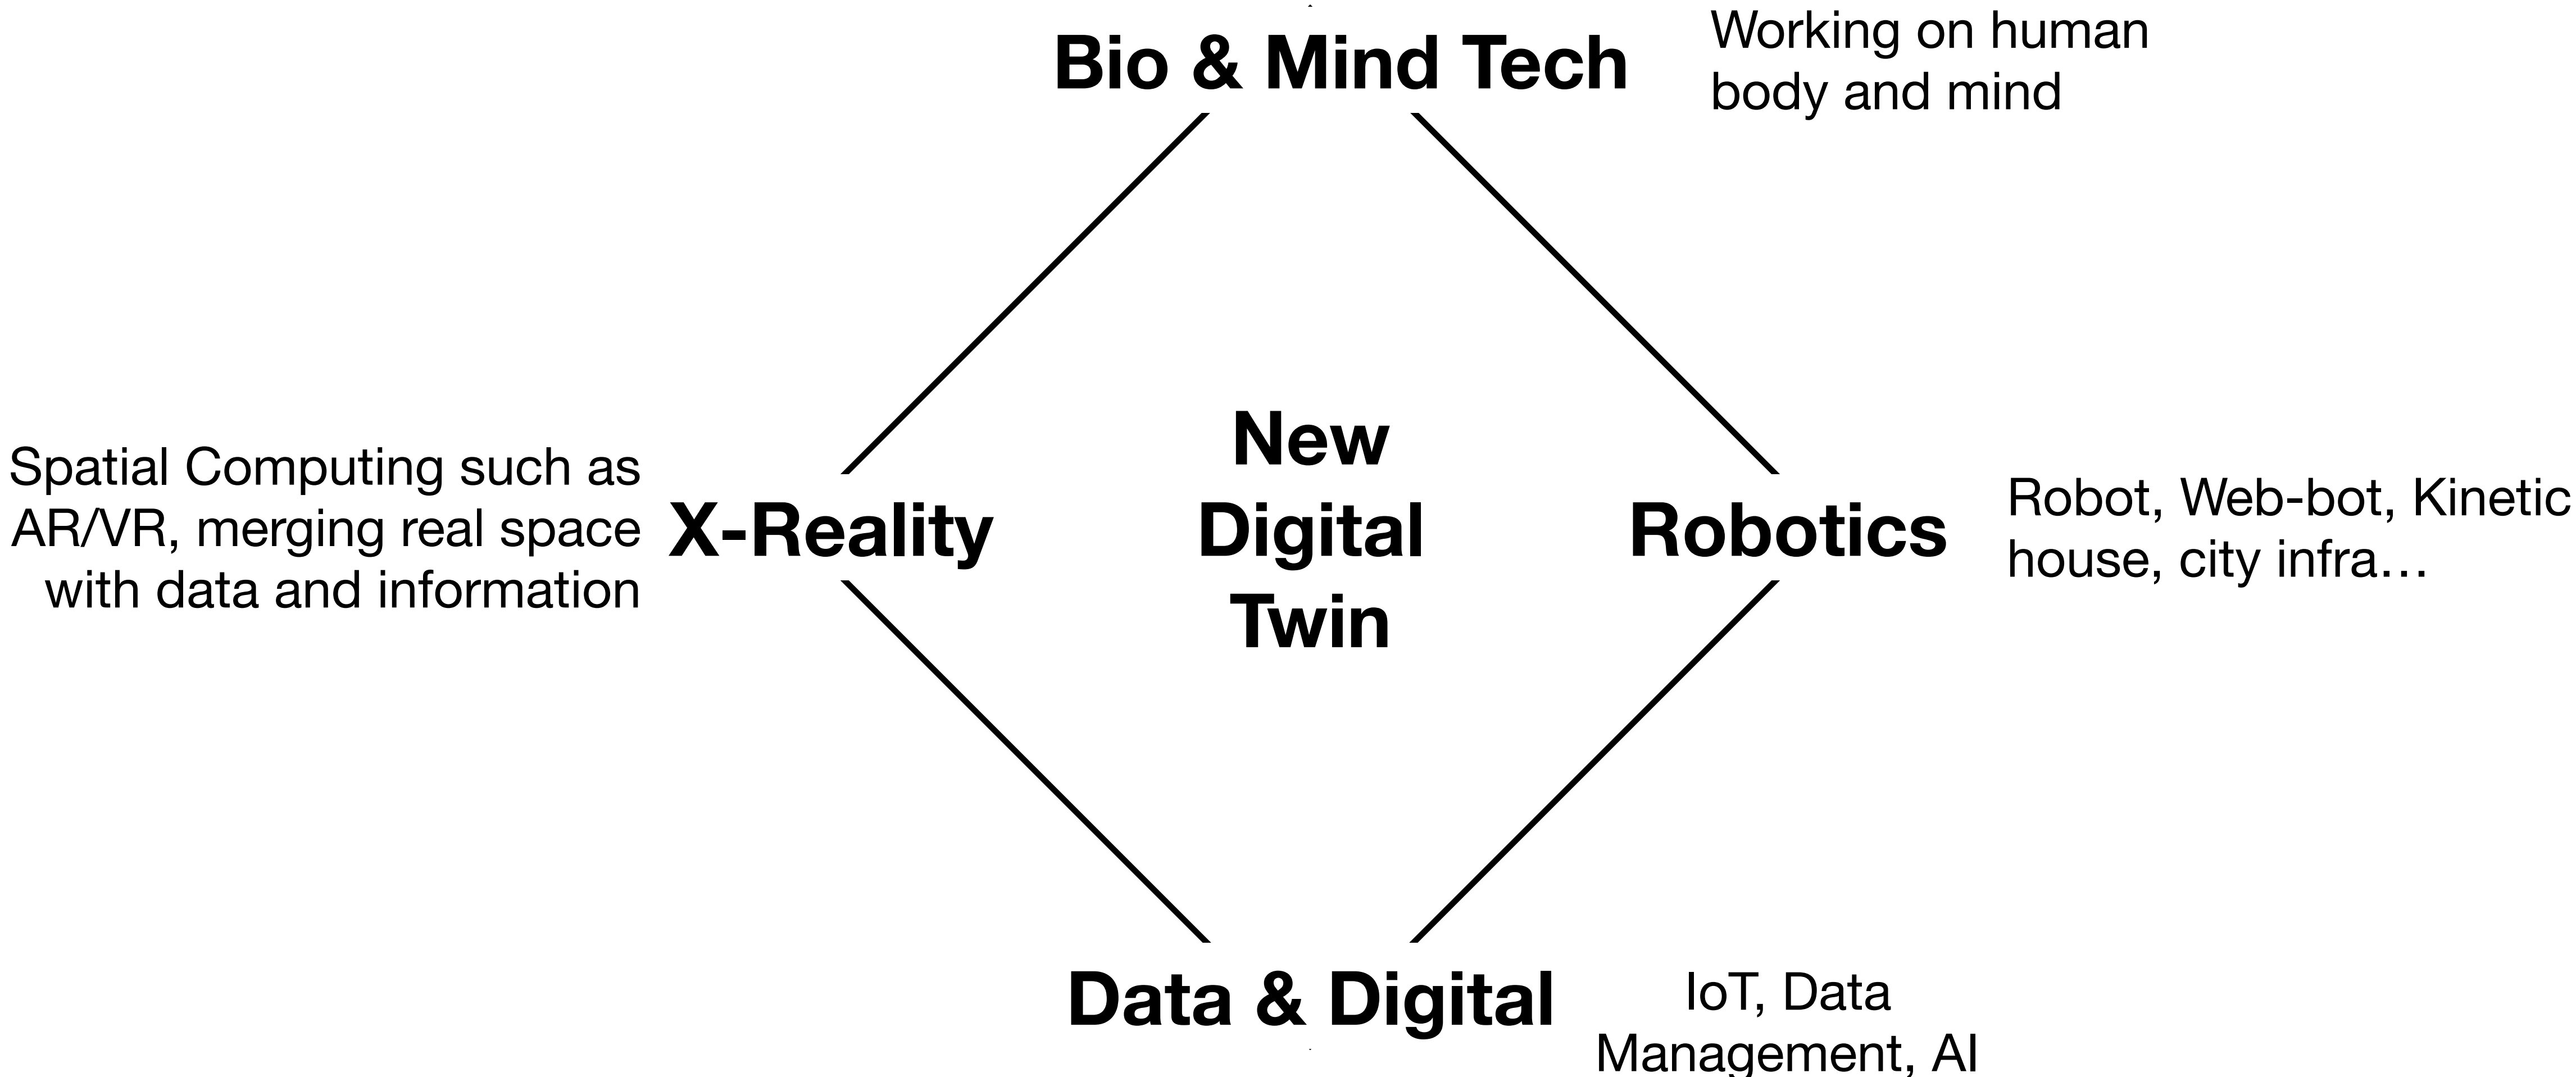 Bio & Mind Tech
Working on human
body and mind
Spatial Computing such as
AR/VR, merging real space
with data and information
X-Reality
New
Digital
Twin
Robotics
Robot, Web-bot, Kinetic
house, city infra…
Data & Digital
IoT, Data
Management, AI